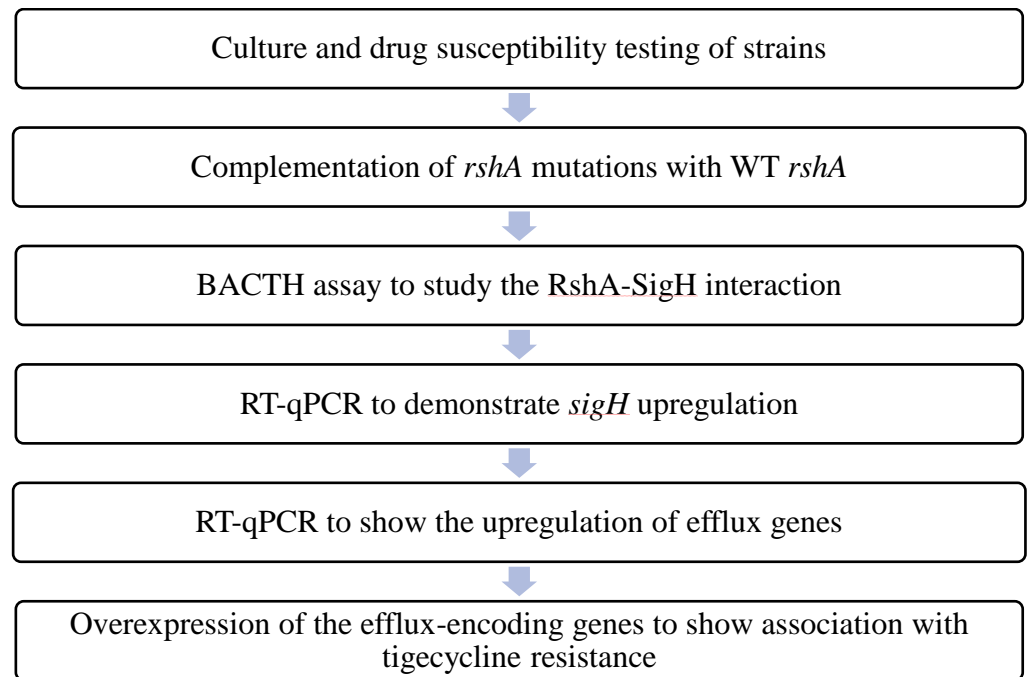 Culture and drug susceptibility testing of strains
Complementation of rshA mutations with WT rshA
BACTH assay to study the RshA-SigH interaction
RT-qPCR to demonstrate sigH upregulation
RT-qPCR to show the upregulation of efflux genes
Overexpression of the efflux-encoding genes to show association with
tigecycline resistance